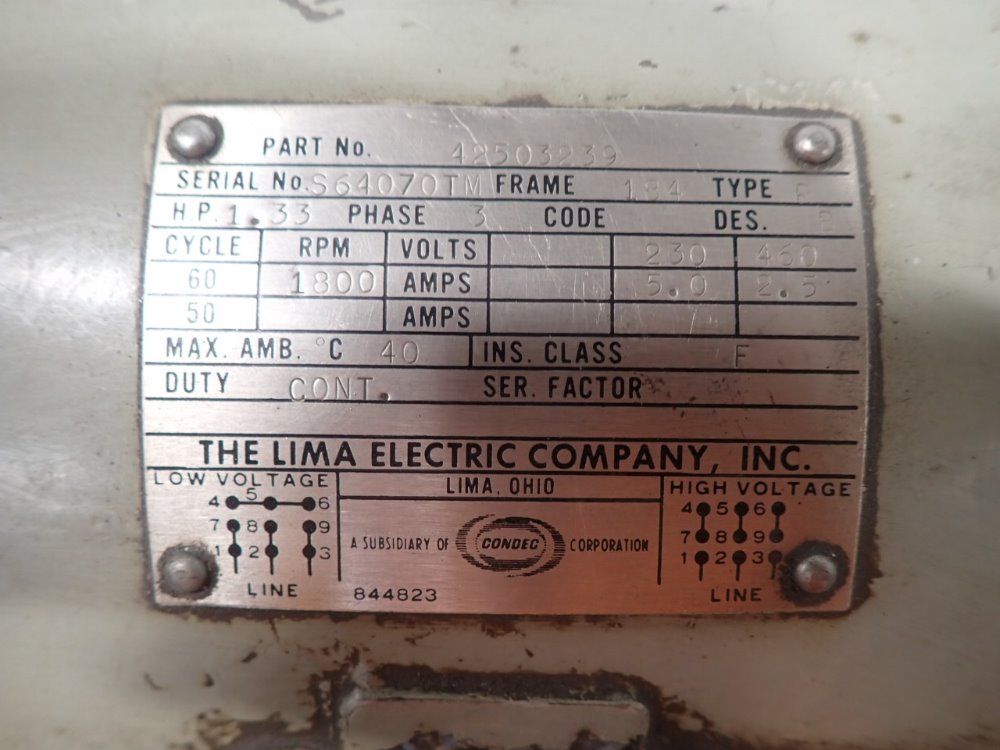 PART No. 42503239
SERIAL No. S64070TM FRAME 184 TYPE
H.P. 1.33 PHASE 3 CODE DES. B
CYCLE RPM VOLTS 230 460
60 1800 AMPS 5.0 2.5
50 AMPS
MAX. AMB. °C 40 INS. CLASS F
DUTY CONT. SER. FACTOR
THE LIMA ELECTRIC COMPANY, INC.
LOW VOLTAGE
4 5 6
7 8 9
1 2 3
LINE
LIMA, OHIO
A SUBSIDIARY OF CONDEC CORPORATION
844823
HIGH VOLTAGE
4 5 6
7 8 9
1 2 3
LINE